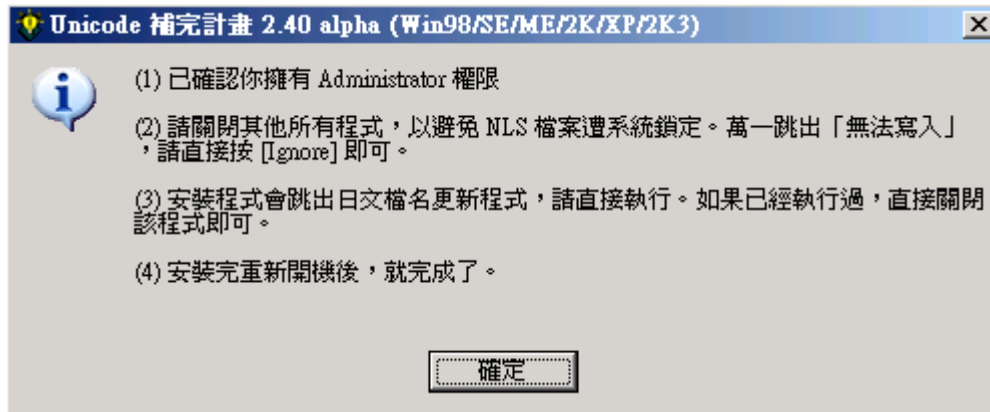 Unicode 補完計畫 2.40 alpha (Win98/SE/ME/2K/XP/2K3)
(1) 已確認你擁有 Administrator 權限
(2) 請關閉其他所有程式，以避免 NLS 檔案遭系統鎖定。萬一跳出「無法寫入」
，請直接按 [Ignore] 即可。
(3) 安裝程式會跳出日文檔名更新程式，請直接執行。如果已經執行過，直接關閉
該程式即可。
(4) 安裝完重新開機後，就完成了。
確定